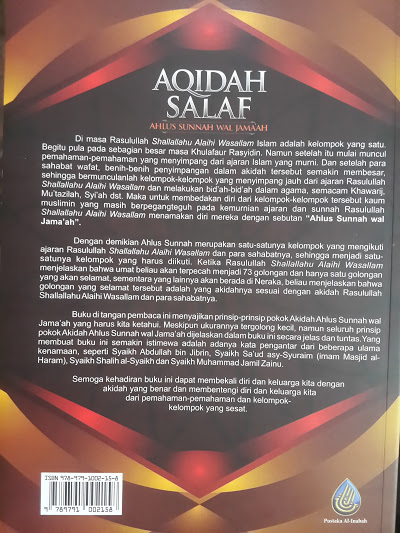 AQIDAH
SALAF
AHLUS SUNNAH WAL JAMAAH
Di masa Rasulullah Shallallahu Alaihi Wasallam Islam adalah kelompok yang satu.
Begitu pula pada sebagian besar masa Khulafaur Rasyidin. Namun setelah itu mulai muncul
pemahaman-pemahaman yang menyimpang dari ajaran Islam yang murni. Dan setelah para
sahabat wafat, benih-benih penyimpangan dalam akidah tersebut semakin membesar,
sehingga bermunculanlah kelompok-kelompok yang menyimpang jauh dari ajaran Rasulullah
Shallallahu Alaihi Wasallam dan melakukan bid'ah-bid'ah dalam agama, semacam Khawarij,
Mu'tazilah, Syi'ah dst. Maka untuk membedakan diri dari kelompok-kelompok tersebut kaum
muslimin yang masih berpegangteguh pada kemurnian ajaran dan sunnah Rasulullah
Shallallahu Alaihi Wasallam menamakan diri mereka dengan sebutan "Ahlus Sunnah wal
Jama'ah".
Dengan demikian Ahlus Sunnah merupakan satu-satunya kelompok yang mengikuti
ajaran Rasulullah Shallallahu Alaihi Wasallam dan para sahabatnya, sehingga menjadi satu-
satunya kelompok yang harus diikuti. Ketika Rasulullah Shallallahu Alaihi Wasallam
menjelaskan bahwa umat beliau akan terpecah menjadi 73 golongan dan hanya satu golongan
yang akan selamat, sementara yang lainnya akan berada di Neraka, beliau menjelaskan bahwa
golongan yang selamat tersebut adalah yang akidahnya sesuai dengan akidah Rasulullah
Shallallahu Alaihi Wasallam dan para sahabatnya.
Buku di tangan pembaca ini menyajikan prinsip-prinsip pokok Akidah Ahlus Sunnah wal
Jama'ah yang harus kita ketahui. Meskipun ukurannya tergolong kecil, namun seluruh prinsip
pokok Akidah Ahlus Sunnah wal Jama'ah dijelaskan dalam buku ini secara jelas dan tuntas. Yang
membuat buku ini semakin istimewa adalah adanya kata pengantar dari beberapa ulama
kenamaan, seperti Syaikh Abdullah bin Jibrin, Syaikh Sa'ud asy-Syuraim (imam Masjid al-
Haram), Syaikh Shalih al-Syaikh dan Syaikh Muhammad Jamil Zainu.
Semoga kehadiran buku ini dapat membekali diri dan keluarga kita dengan
akidah yang benar dan membentengi diri dan keluarga kita
dari pemahaman-pemahaman dan kelompok-
kelompok yang sesat.
ISBN 978-979-1002-15-8
9 789791 002158
Pustaka Al-Inabah